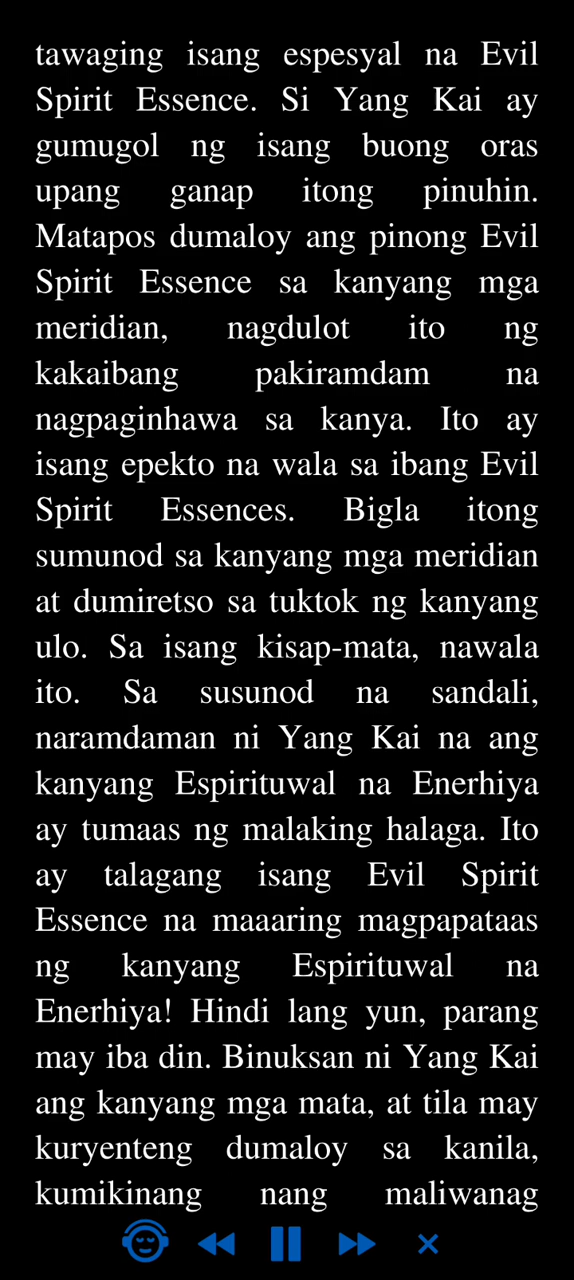 tawaging isang espesyal na Evil
Spirit Essence. Si Yang Kai ay
gumugol ng isang buong oras
upang ganap itong pinuhin.
Matapos dumaloy ang pinong Evil
Spirit Essence sa kanyang mga
meridian, nagdulot ito ng
kakaibang pakiramdam na
nagpaginhawa sa kanya. Ito ay
isang epekto na wala sa ibang Evil
Spirit Essences. Bigla itong
sumunod sa kanyang mga meridian
at dumiretso sa tuktok ng kanyang
ulo. Sa isang kisap-mata, nawala
ito. Sa susunod na sandali,
naramdaman ni Yang Kai na ang
kanyang Espirituwal na Enerhiya
ay tumaas ng malaking halaga. Ito
ay talagang isang Evil Spirit
Essence na maaaring magpapataas
ng kanyang Espirituwal na
Enerhiya! Hindi lang yun, parang
may iba din. Binuksan ni Yang Kai
ang kanyang mga mata, at tila may
kuryenteng dumaloy sa kanila,
kumikinang nang maliwanag